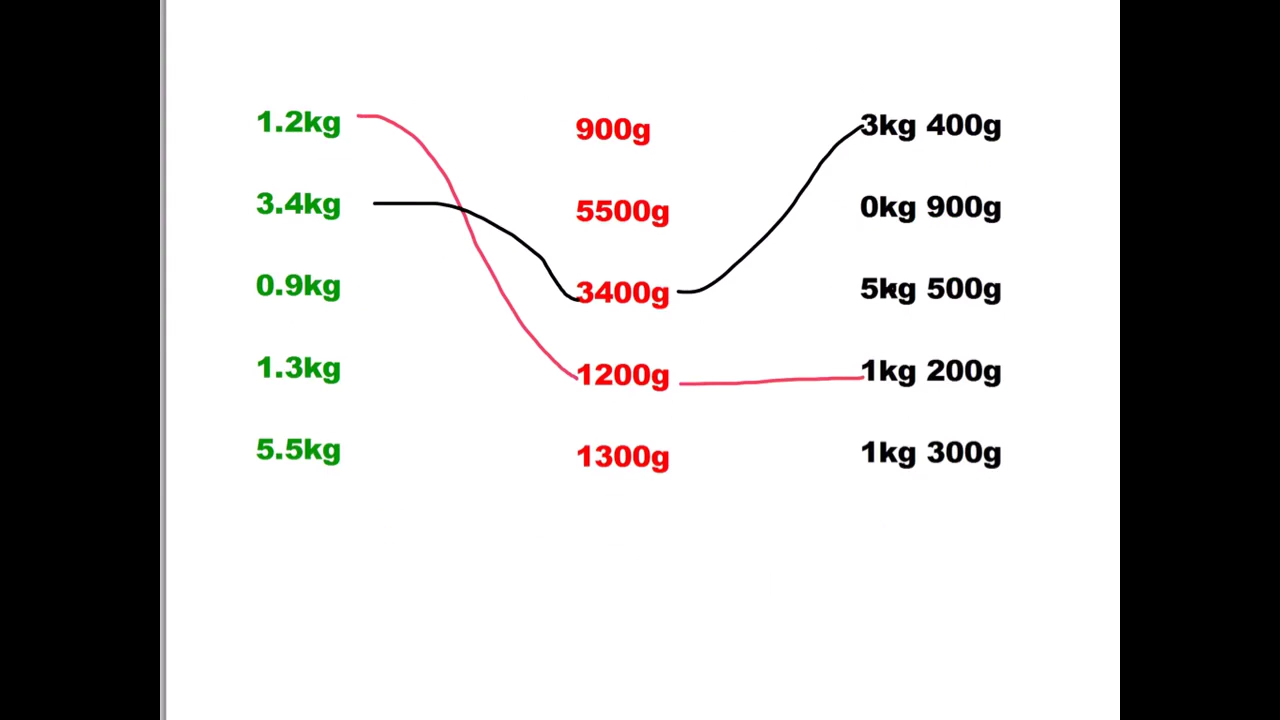 1.2kg 900g 3kg 400g
3.4kg 5500g 0kg 900g
0.9kg 3400g 5kg 500g
1.3kg 1200g 1kg 200g
5.5kg 1300g 1kg 300g